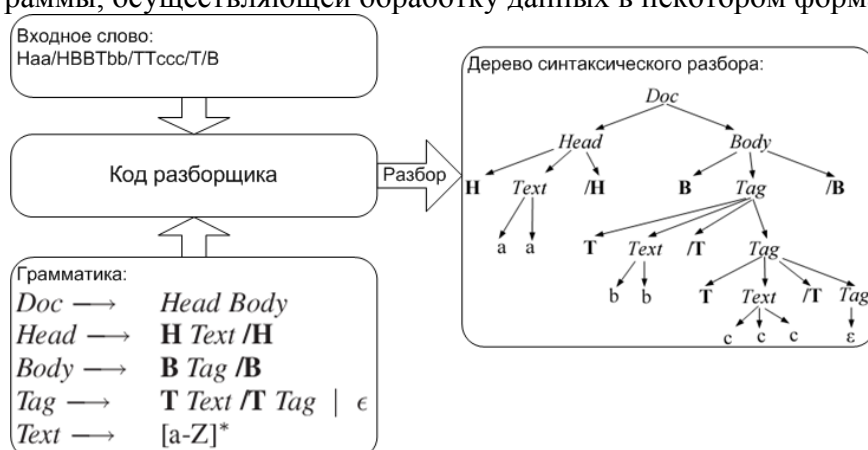 раммы, осуществляющей обработку данных в некотором форм
Входное слово:
Haa/HBBTbb/TTccc/T/B
Код разборщика
Разбор
Грамматика:
Doc ⟶ Head Body
Head ⟶ H Text /H
Body ⟶ B Tag /B
Tag ⟶ T Text /T Tag | ϵ
Text ⟶ [a-Z]*
Дерево синтаксического разбора:
Doc
Head Body
H Text /H B Tag /B
a a T Text /T Tag
b b T Text /T Tag
c c c ε